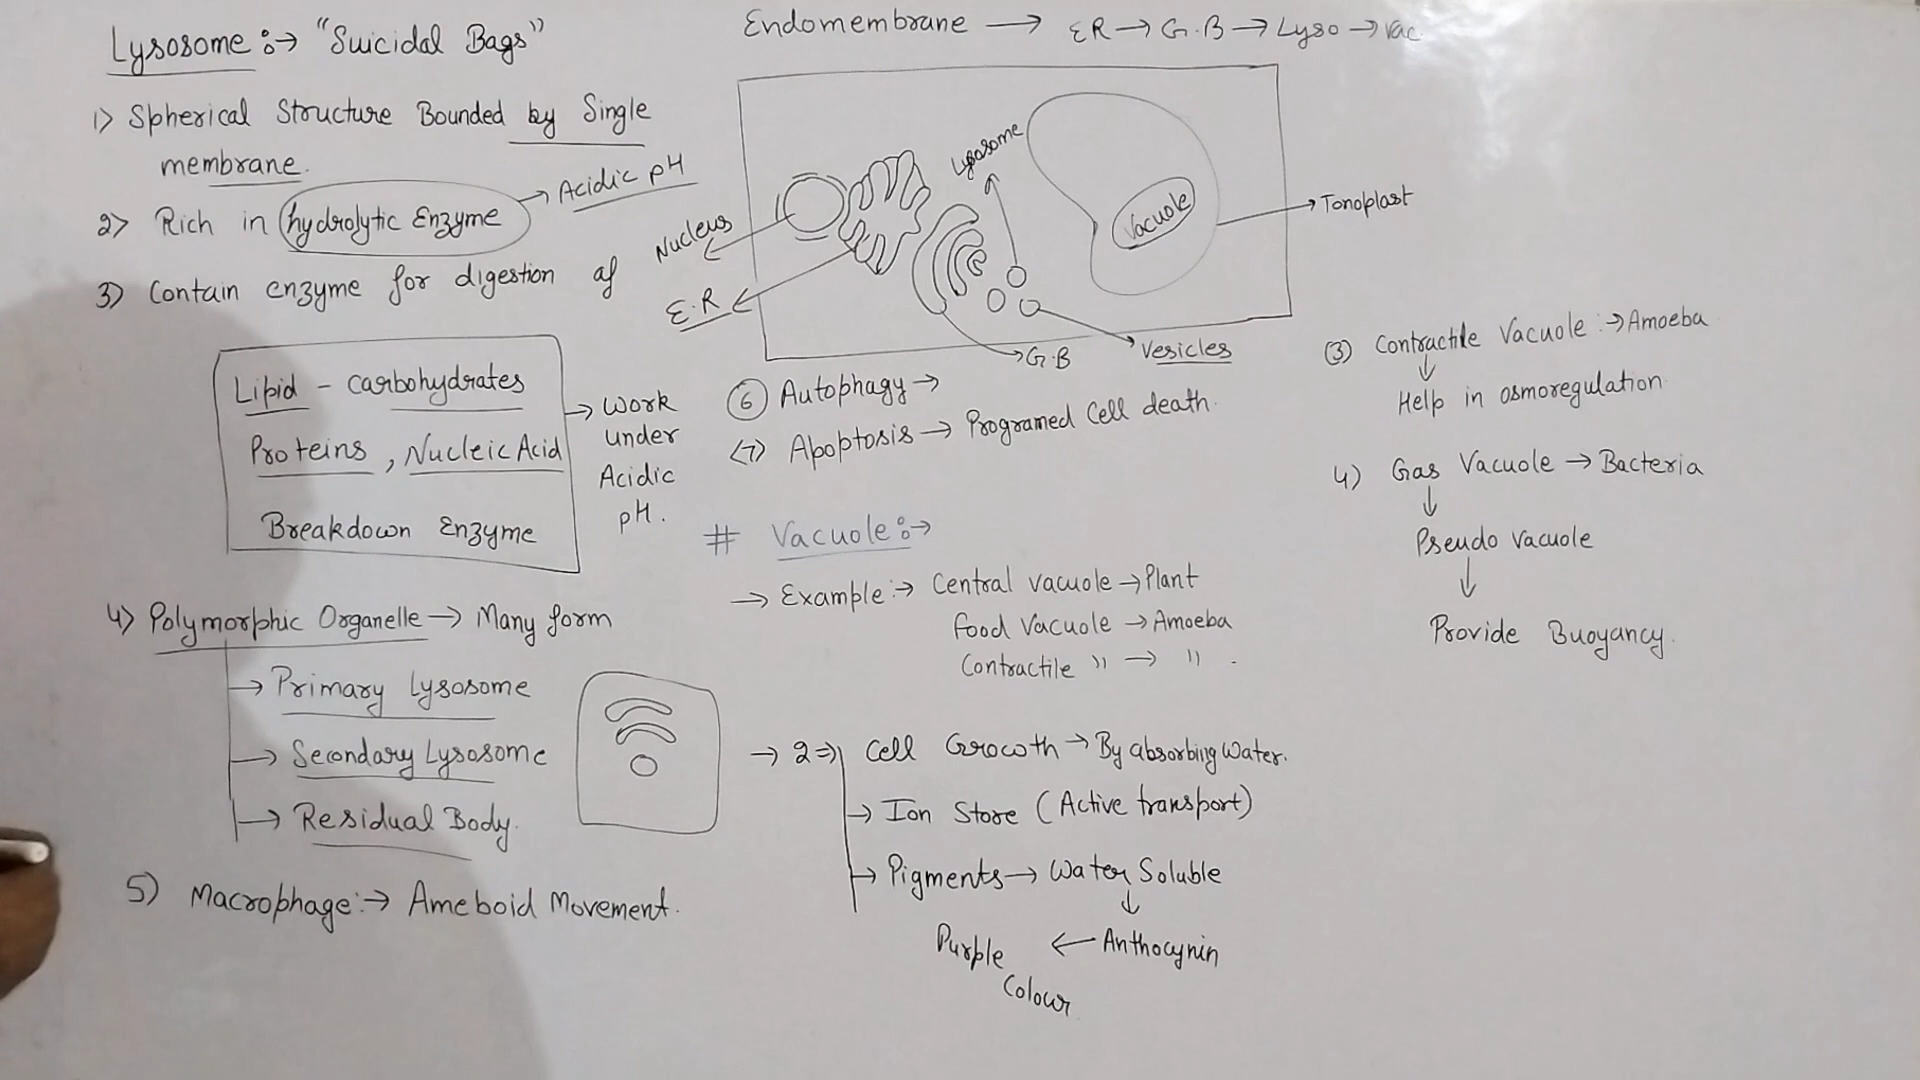 Lysosome :→ "Suicidal Bags"
1) Spherical Structure Bounded by Single
membrane.
2) Rich in hydrolytic Enzyme → Acidic pH
3) Contain enzyme for digestion of
Lipid - Carbohydrates
Proteins , Nucleic Acid
Breakdown Enzyme
→ Work
under
Acidic
pH.
4) Polymorphic Organelle → Many form
→ Primary Lysosome
→ Secondary Lysosome
→ Residual Body.
5) Macrophage :→ Ameboid Movement.
Endomembrane → ER → G.B → Lyso → Vac.
Lysosome
Nucleus
E.R
Vacuole
Tonoplast
G.B
Vesicles
6 Autophagy →
(7) Apoptosis → Programed Cell death.
# Vacuole :→
→ Example :→ Central vacuole → Plant
Food Vacuole → Amoeba
Contractile " → " .
→ 2 ⇒ Cell Growth → By absorbing water.
→ Ion Store (Active transport)
→ Pigments → Water Soluble
↓
Purple ← Anthocynin
Colour
(3) Contractile Vacuole :→ Amoeba
↓
Help in osmoregulation
4) Gas Vacuole → Bacteria
↓
Pseudo Vacuole
↓
Provide Buoyancy.